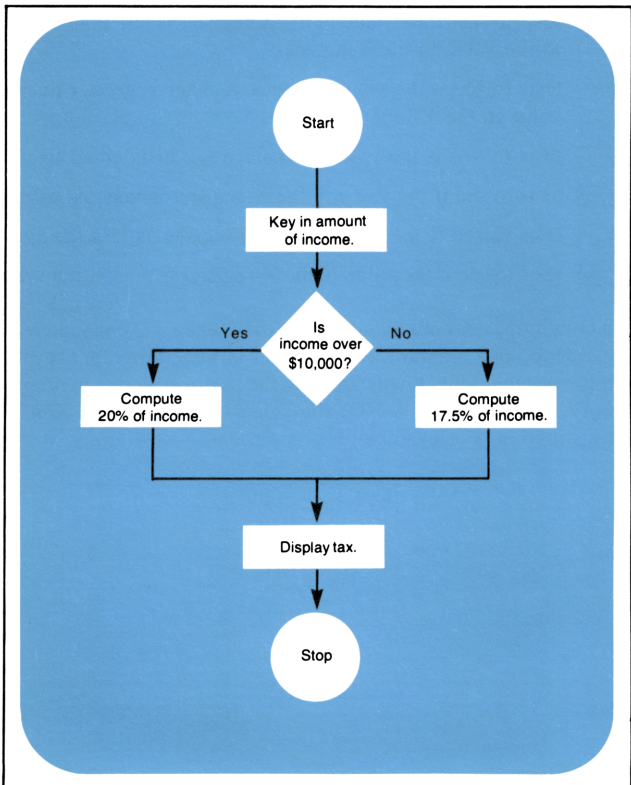 Start
Key in amount
of income.
Is
income over
$10,000?
Yes
No
Compute
20% of income.
Compute
17.5% of income.
Display tax.
Stop